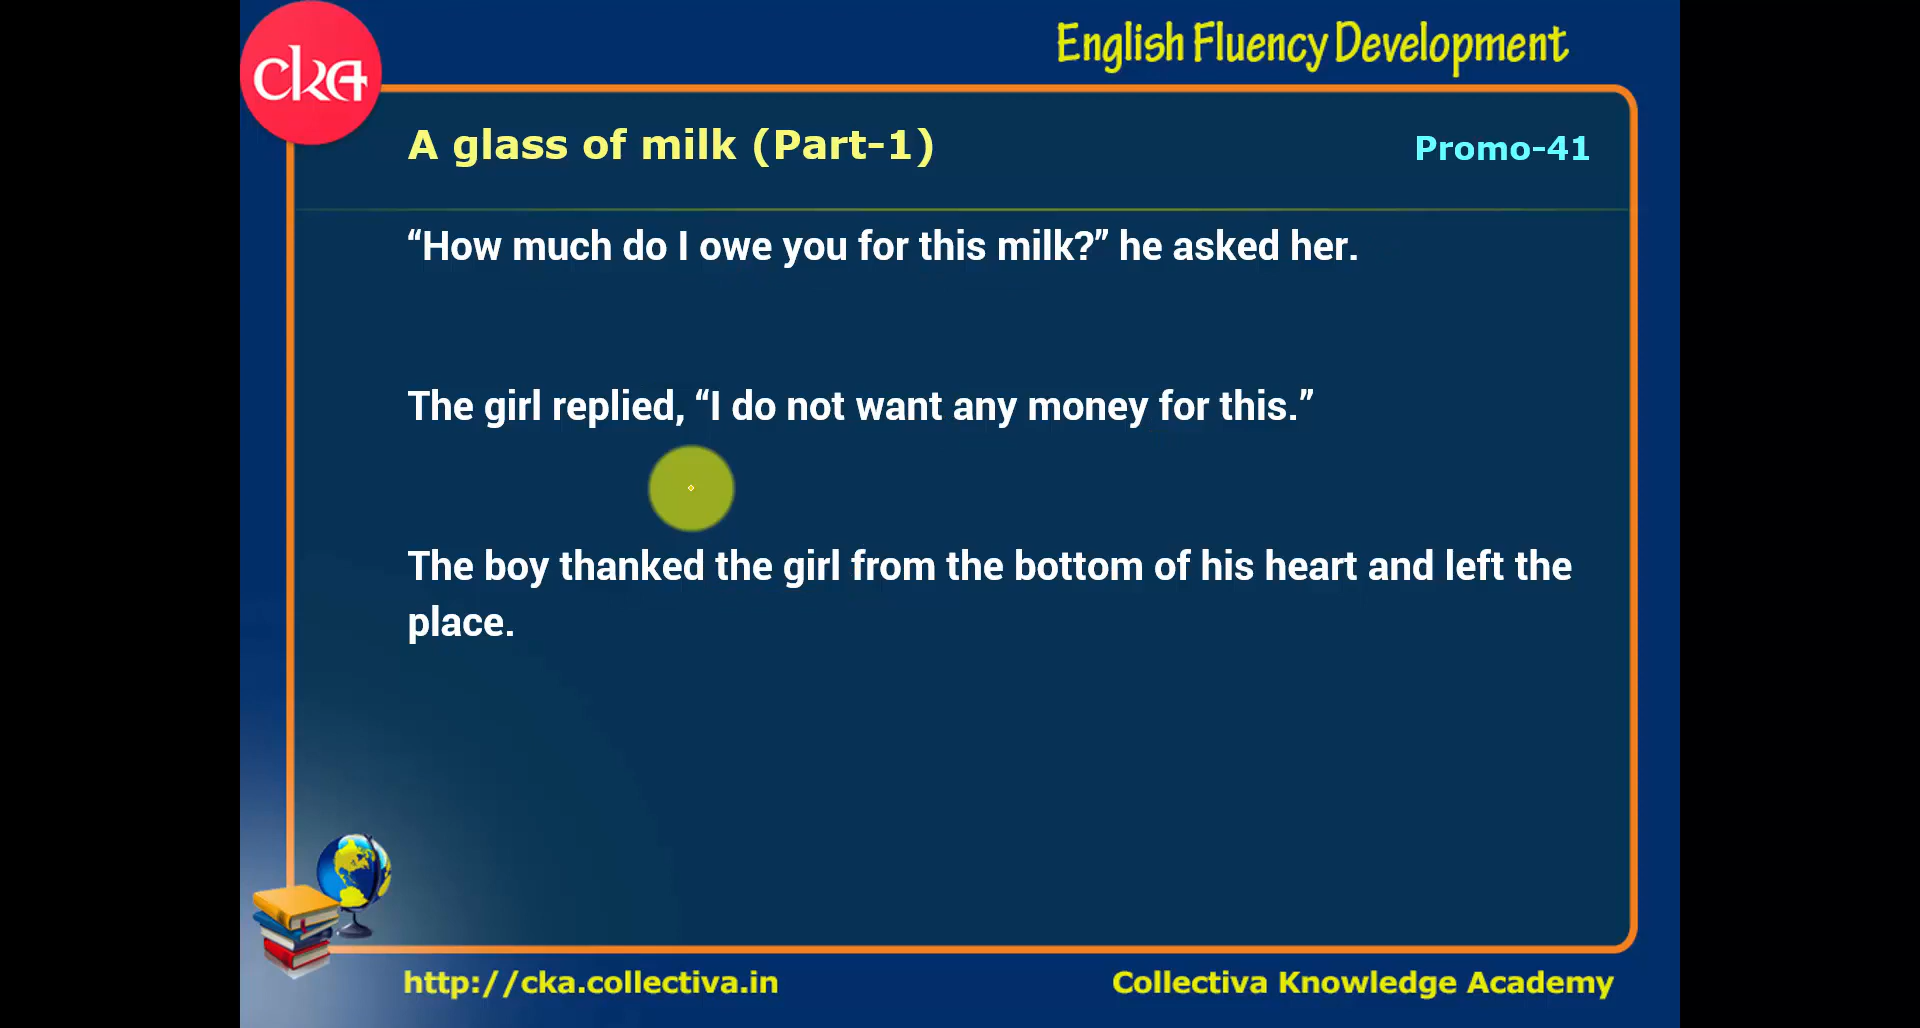 cka
English Fluency Development
A glass of milk (Part-1)
Promo-41
“How much do I owe you for this milk?” he asked her.
The girl replied, “I do not want any money for this.”
The boy thanked the girl from the bottom of his heart and left the
place.
http://cka.collectiva.in
Collectiva Knowledge Academy